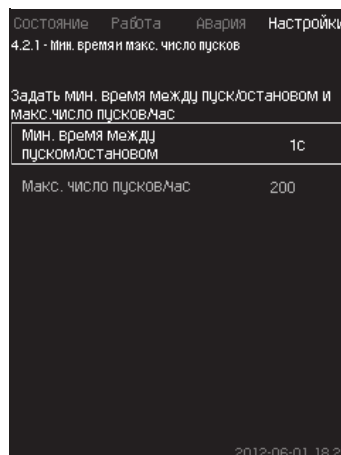 Состояние Работа Авария Настройки
4.2.1 - Мин. время и макс. число пусков
Задать мин. время между пуск/остановом и
макс.число пусков/час
Мин. время между
пуском/остановом 1с
Макс. число пусков/час 200
2012-06-01 18:2